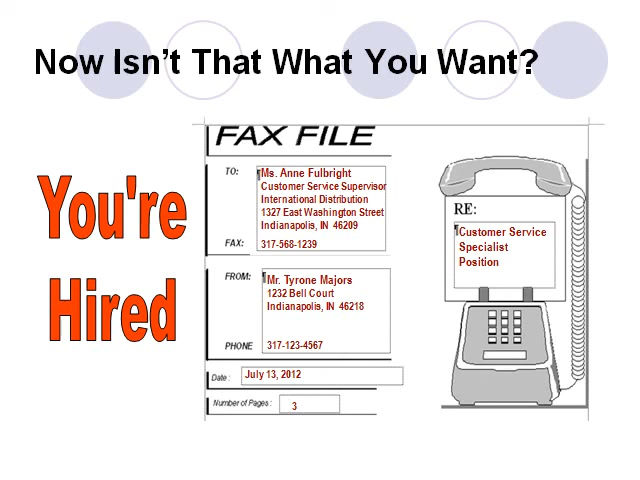 Now Isn't That What You Want?
You're
Hired
FAX FILE
TO:
Ms. Anne Fulbright
Customer Service Supervisor
International Distribution
1327 East Washington Street
Indianapolis, IN 46209
FAX: 317-568-1239
FROM:
Mr. Tyrone Majors
1232 Bell Court
Indianapolis, IN 46218
PHONE 317-123-4567
Date: July 13, 2012
Number of Pages: 3
RE:
Customer Service
Specialist
Position